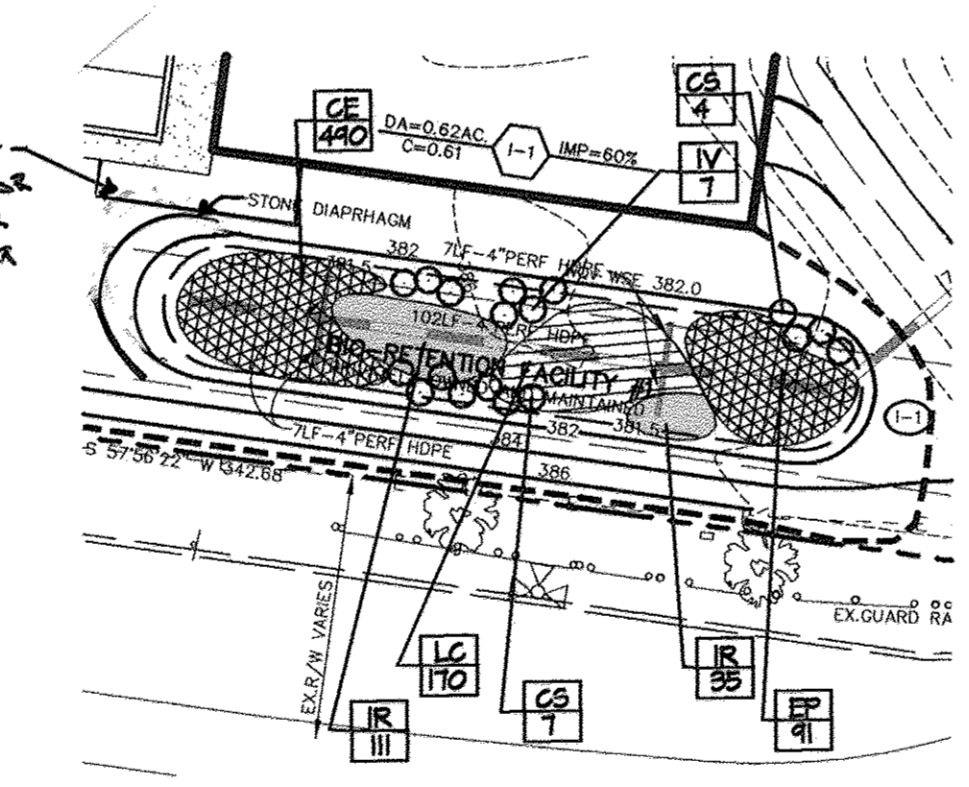 CS
4
CE
490
DA=0.62AC.
C=0.61
I-1
IMP=60%
IV
7
STONE DIAPRHAGM
382
7LF-4"PERF HDPE
WSE 382.0
381.5
102LF-4"PERF HDPE
BIO-RETENTION
FACILITY
#1
MAINTAINED
384
382
381.5
I-1
7LF-4"PERF HDPE
386
S 57°56'22" W 1342.68'
EX.R/W VARIES
EX.GUARD RA
LC
170
IR
35
CS
7
EP
91
IR
111